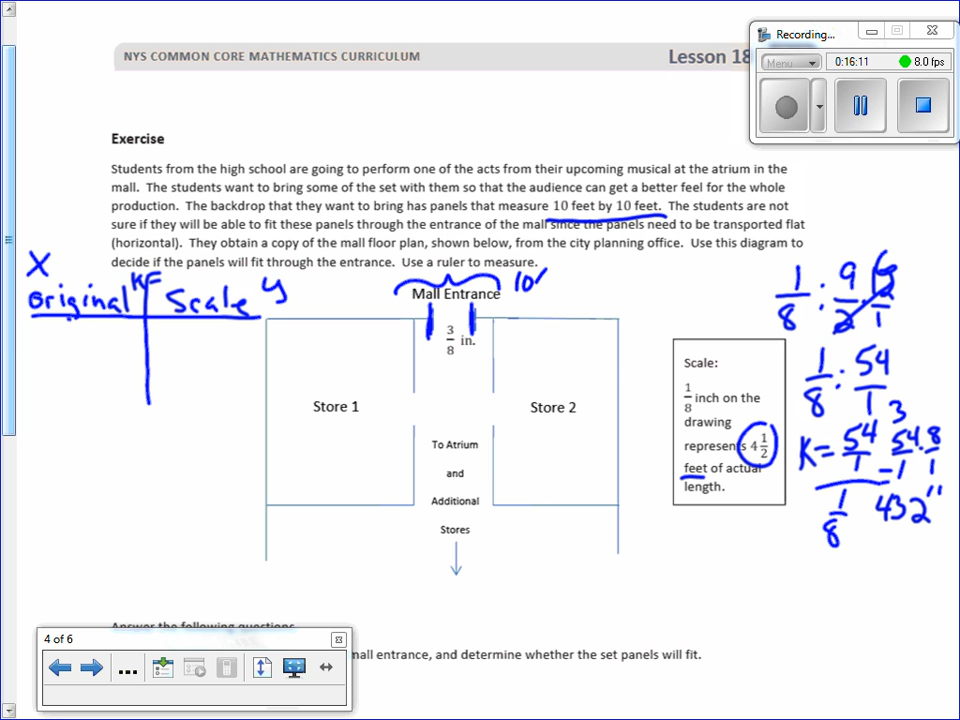 NYS COMMON CORE MATHEMATICS CURRICULUM
Lesson 18
Recording...
Menu
0:16:11
8.0 fps
Exercise
Students from the high school are going to perform one of the acts from their upcoming musical at the atrium in the
mall. The students want to bring some of the set with them so that the audience can get a better feel for the whole
production. The backdrop that they want to bring has panels that measure 10 feet by 10 feet. The students are not
sure if they will be able to fit these panels through the entrance of the mall since the panels need to be transported flat
(horizontal). They obtain a copy of the mall floor plan, shown below, from the city planning office. Use this diagram to
decide if the panels will fit through the entrance. Use a ruler to measure.
X
Original
KF
Scale
y
Mall Entrance
10'
3/8 in.
Store 1
Store 2
To Atrium
and
Additional
Stores
Scale:
1/8 inch on the
drawing
represents 4 1/2
feet of actual
length.
1/8 : 9/2
1/8 : 54/1
3
K = 54/1
1/8
8/1
432"
Answer the following questions
4 of 6
mall entrance, and determine whether the set panels will fit.